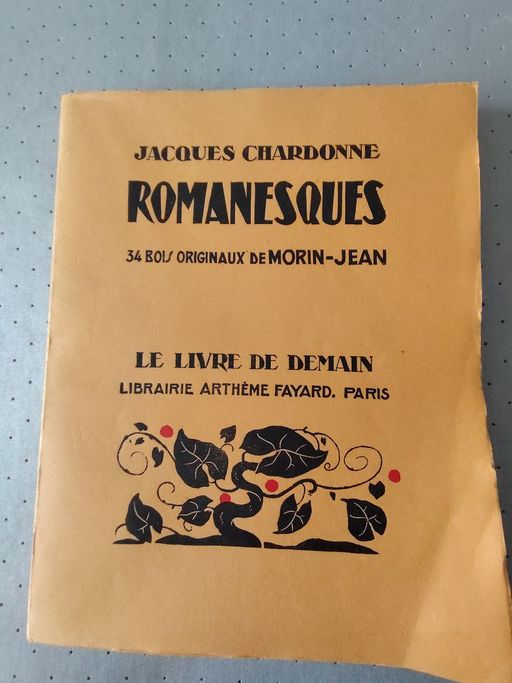 JACQUES CHARDONNE
ROMANESQUES
34 BOIS ORIGINAUX DE MORIN-JEAN
LE LIVRE DE DEMAIN
LIBRAIRIE ARTHÈME FAYARD. PARIS